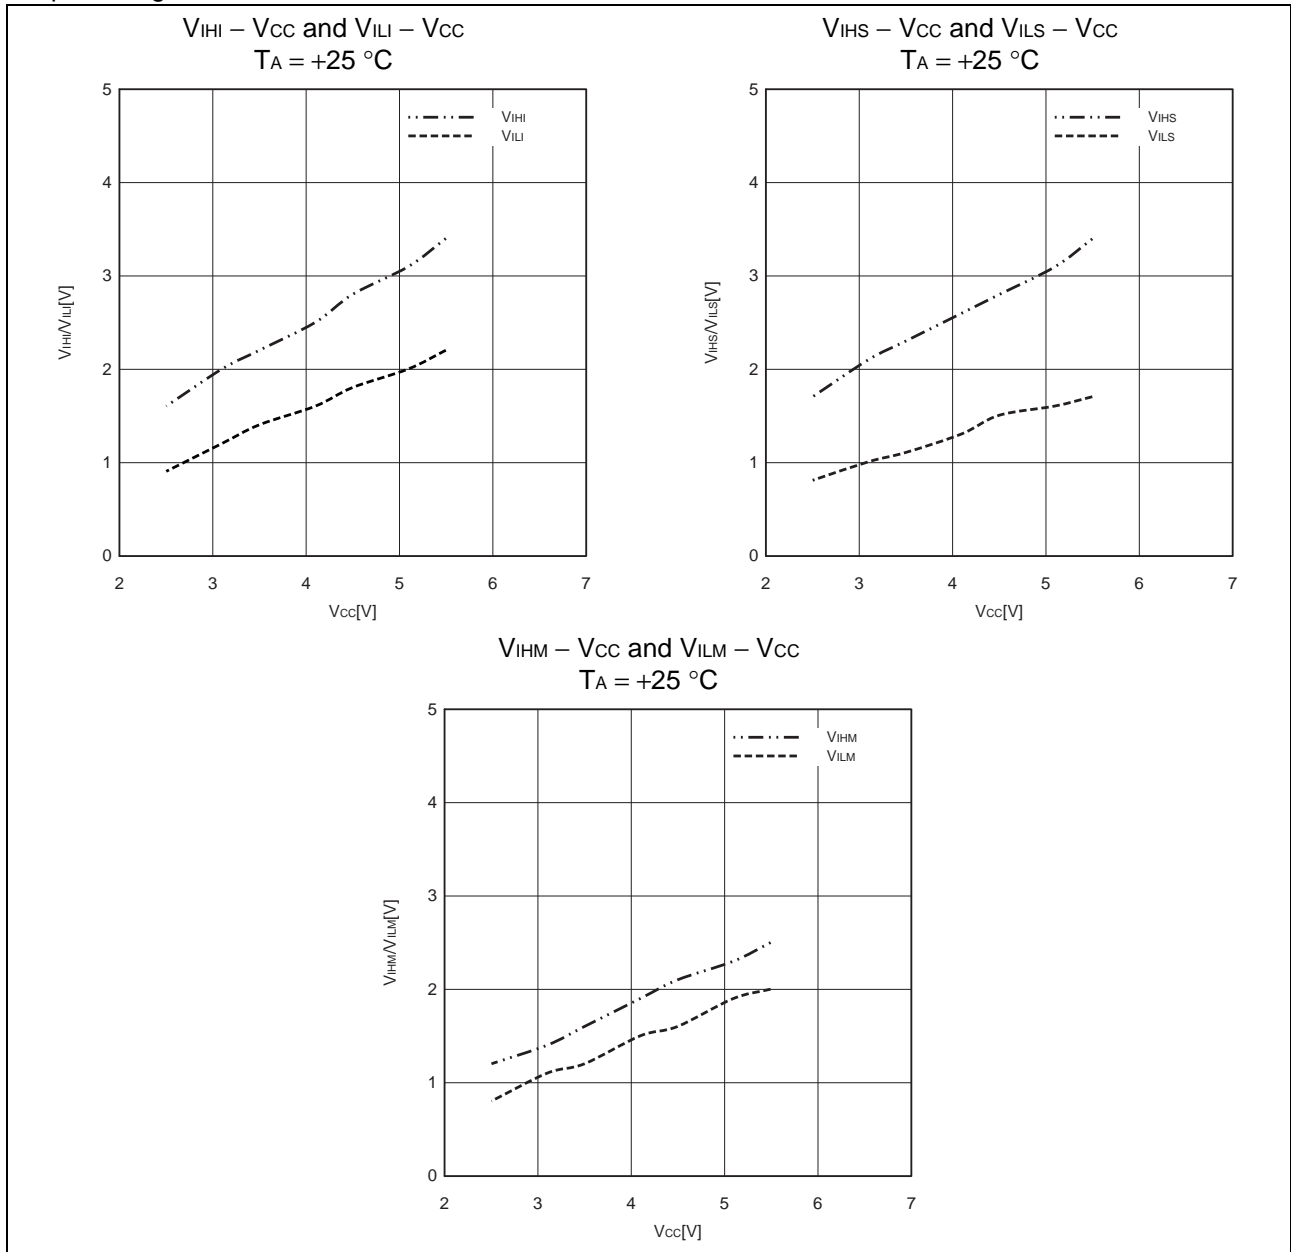 VIHI – VCC and VILI – VCC
TA = +25 °C
5
4
3
2
1
0
2 3 4 5 6 7
VIHI/VILI[V]
VCC[V]
VIHI
VILI
VIHS – VCC and VILS – VCC
TA = +25 °C
5
4
3
2
1
0
2 3 4 5 6 7
VIHS/VILS[V]
VCC[V]
VIHS
VILS
VIHM – VCC and VILM – VCC
TA = +25 °C
5
4
3
2
1
0
2 3 4 5 6 7
VIHM/VILM[V]
VCC[V]
VIHM
VILM